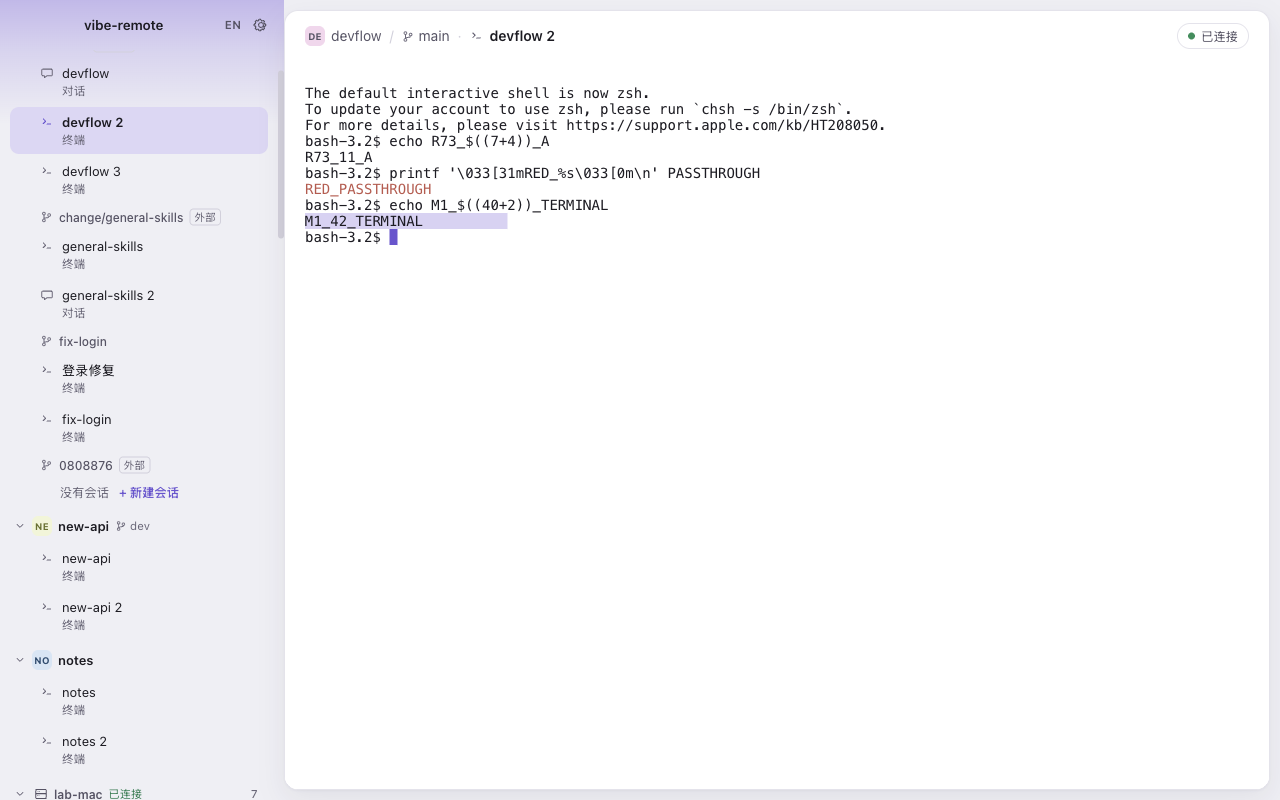 vibe-remote EN
devflow
对话
devflow 2
终端
devflow 3
终端
change/general-skills 外部
general-skills
终端
general-skills 2
对话
fix-login
登录修复
终端
fix-login
终端
0808876 外部
没有会话 + 新建会话
NE new-api dev
new-api
终端
new-api 2
终端
NO notes
notes
终端
notes 2
终端
lab-mac 已连接 7
DE devflow / main · devflow 2
已连接
The default interactive shell is now zsh.
To update your account to use zsh, please run `chsh -s /bin/zsh`.
For more details, please visit https://support.apple.com/kb/HT208050.
bash-3.2$ echo R73_$((7+4))_A
R73_11_A
bash-3.2$ printf '\033[31mRED_%s\033[0m\n' PASSTHROUGH
RED_PASSTHROUGH
bash-3.2$ echo M1_$((40+2))_TERMINAL
M1_42_TERMINAL
bash-3.2$